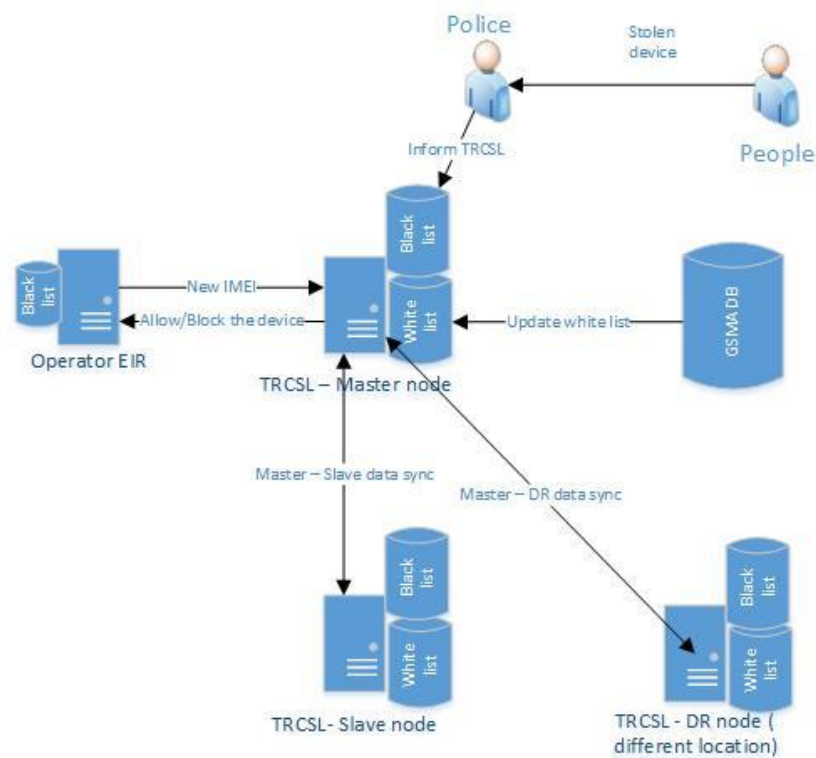 Police
Stolen
device
People
Inform TRCSL
Black
list
White
list
Black
list
New IMEI
Allow/Block the device
Operator EIR
TRCSL – Master node
Update white list
GSMA DB
Master – Slave data sync
Master – DR data sync
Black
list
White
list
TRCSL- Slave node
Black
list
White
list
TRCSL - DR node (
different location)